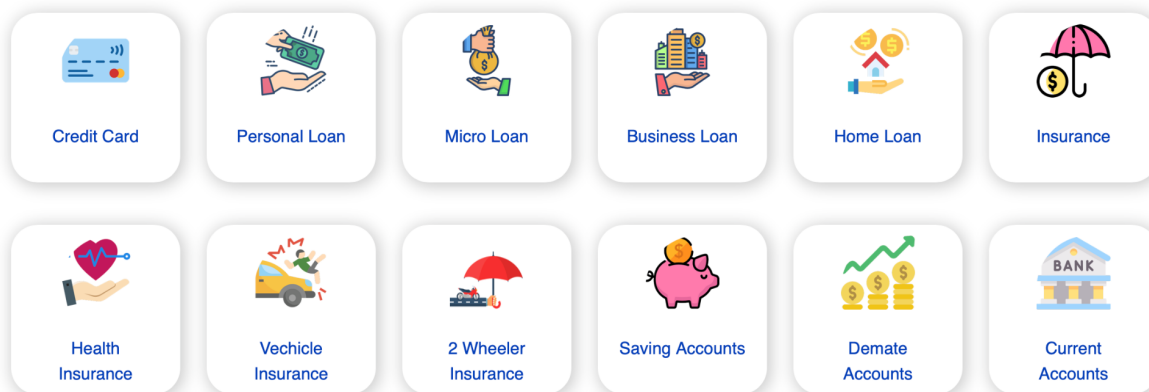 Credit Card
Personal Loan
Micro Loan
Business Loan
Home Loan
Insurance
BANK
Health
Insurance
Vechicle
Insurance
2 Wheeler
Insurance
Saving Accounts
Demate
Accounts
Current
Accounts